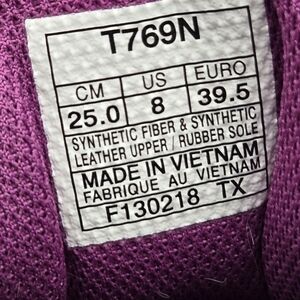 T769N
CM US EURO
25.0 8 39.5
SYNTHETIC FIBER & SYNTHETIC
LEATHER UPPER / RUBBER SOLE
MADE IN VIETNAM
FABRIQUE AU VIETNAM
F130218 TX